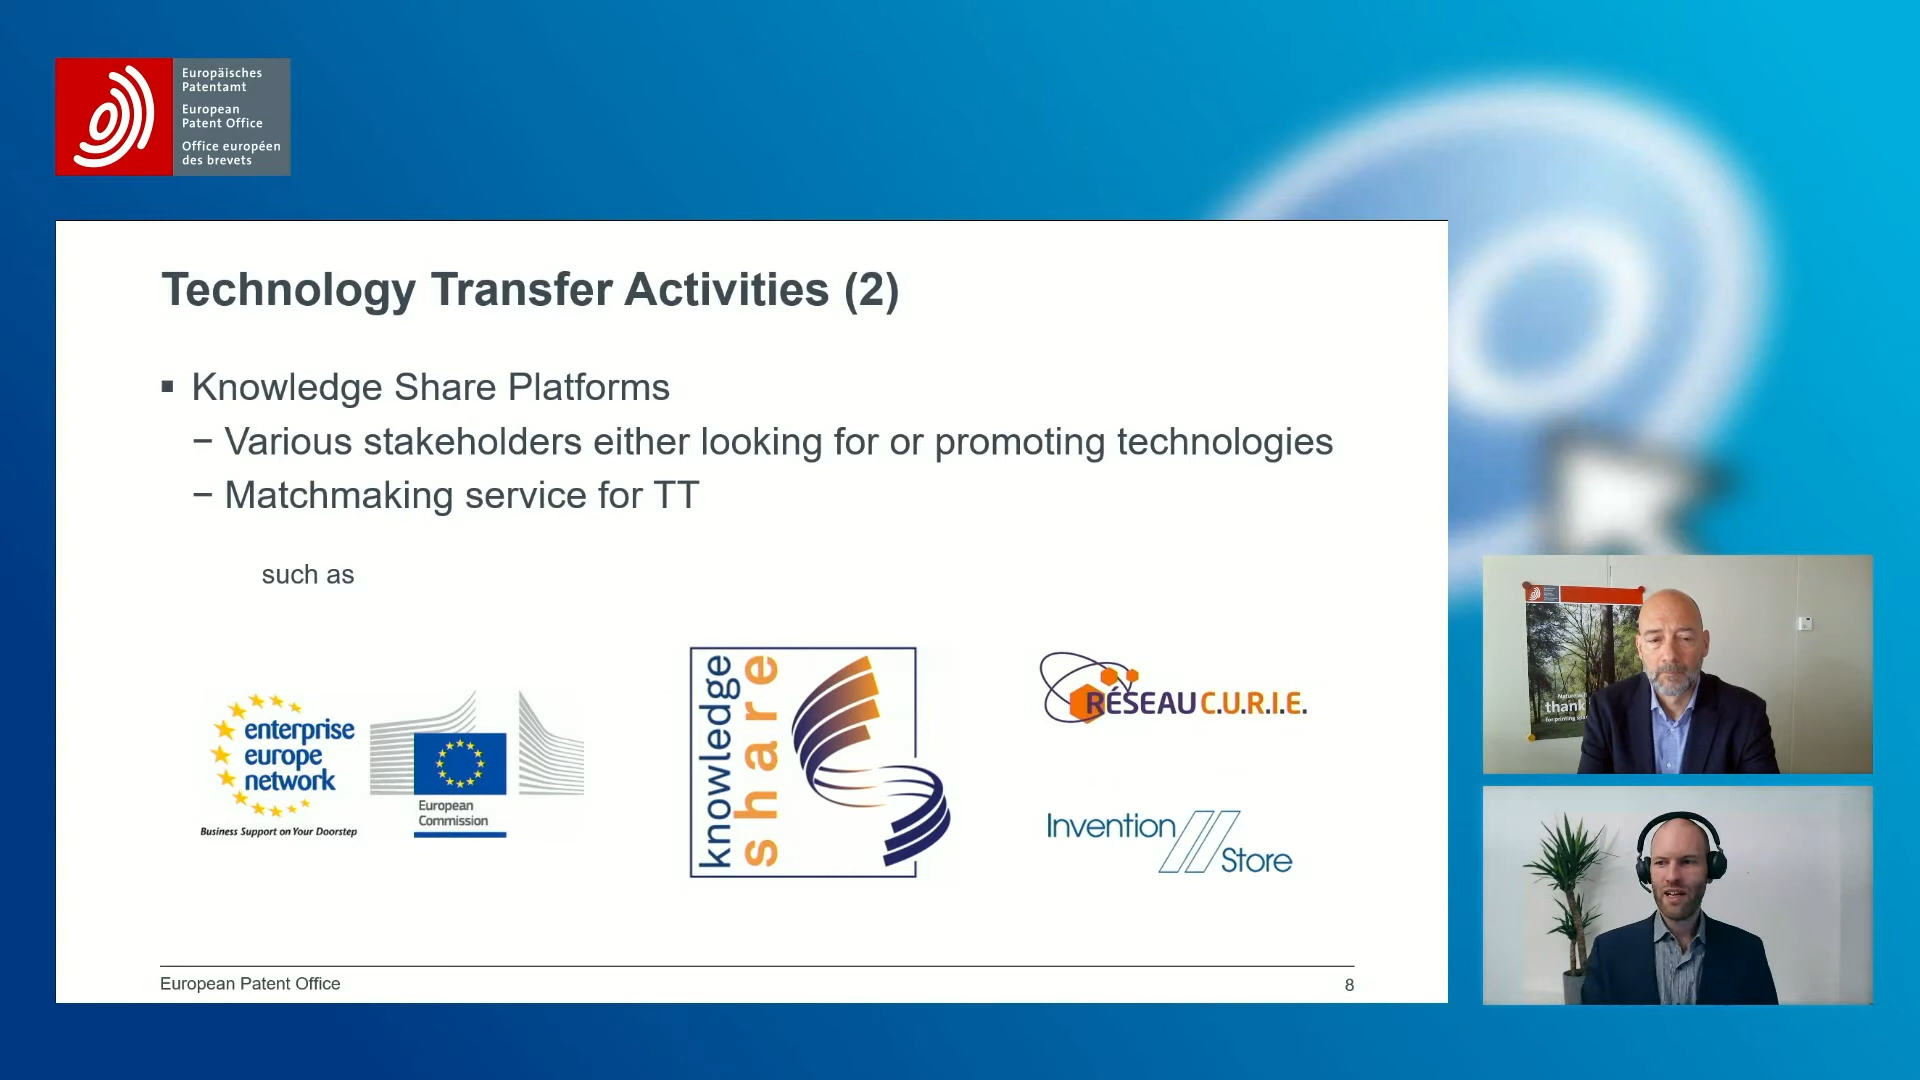 Europäisches
Patentamt
European
Patent Office
Office européen
des brevets
Technology Transfer Activities (2)
▪ Knowledge Share Platforms
− Various stakeholders either looking for or promoting technologies
− Matchmaking service for TT
such as
enterprise
europe
network
Business Support on Your Doorstep
European
Commission
knowledge
share
RÉSEAU C.U.R.I.E.
Invention
Store
European Patent Office
8
thank